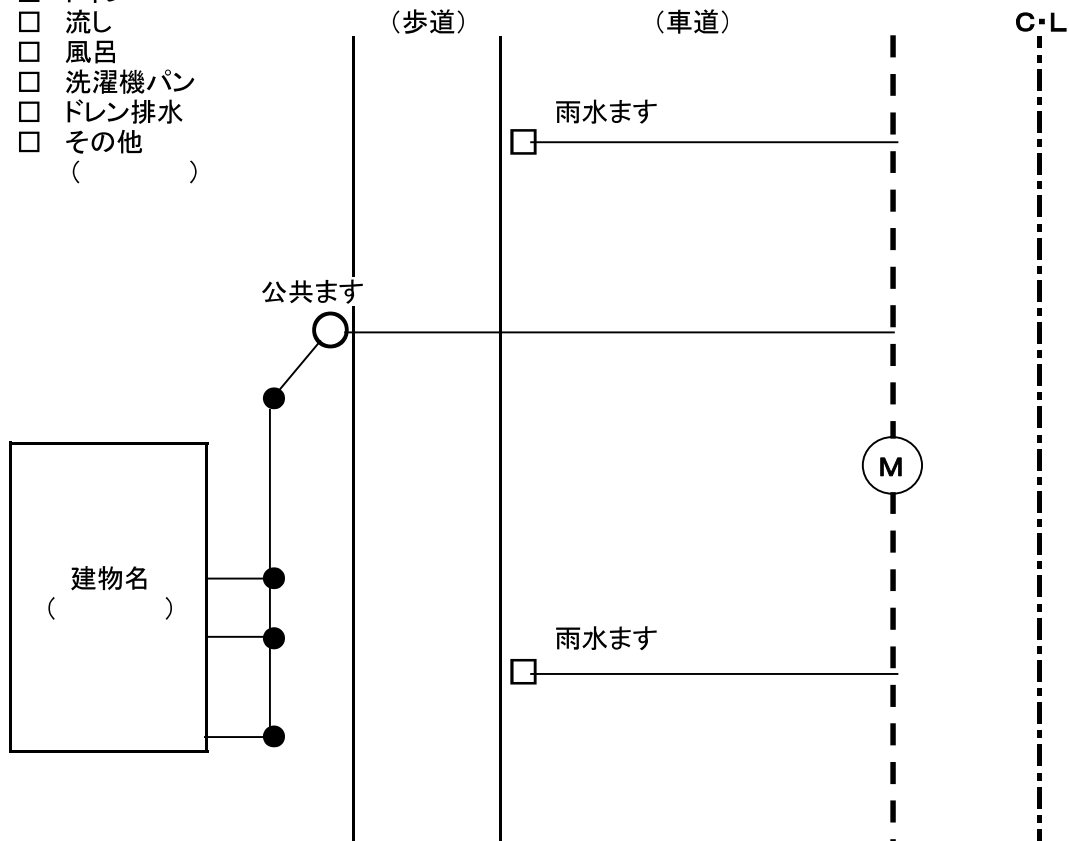 □ 流し
□ 風呂
□ 洗濯機パン
□ ドレン排水
□ その他
（　　　　）
（歩道）
（車道）
C・L
雨水ます
公共ます
M
建物名
（　　　　）
雨水ます